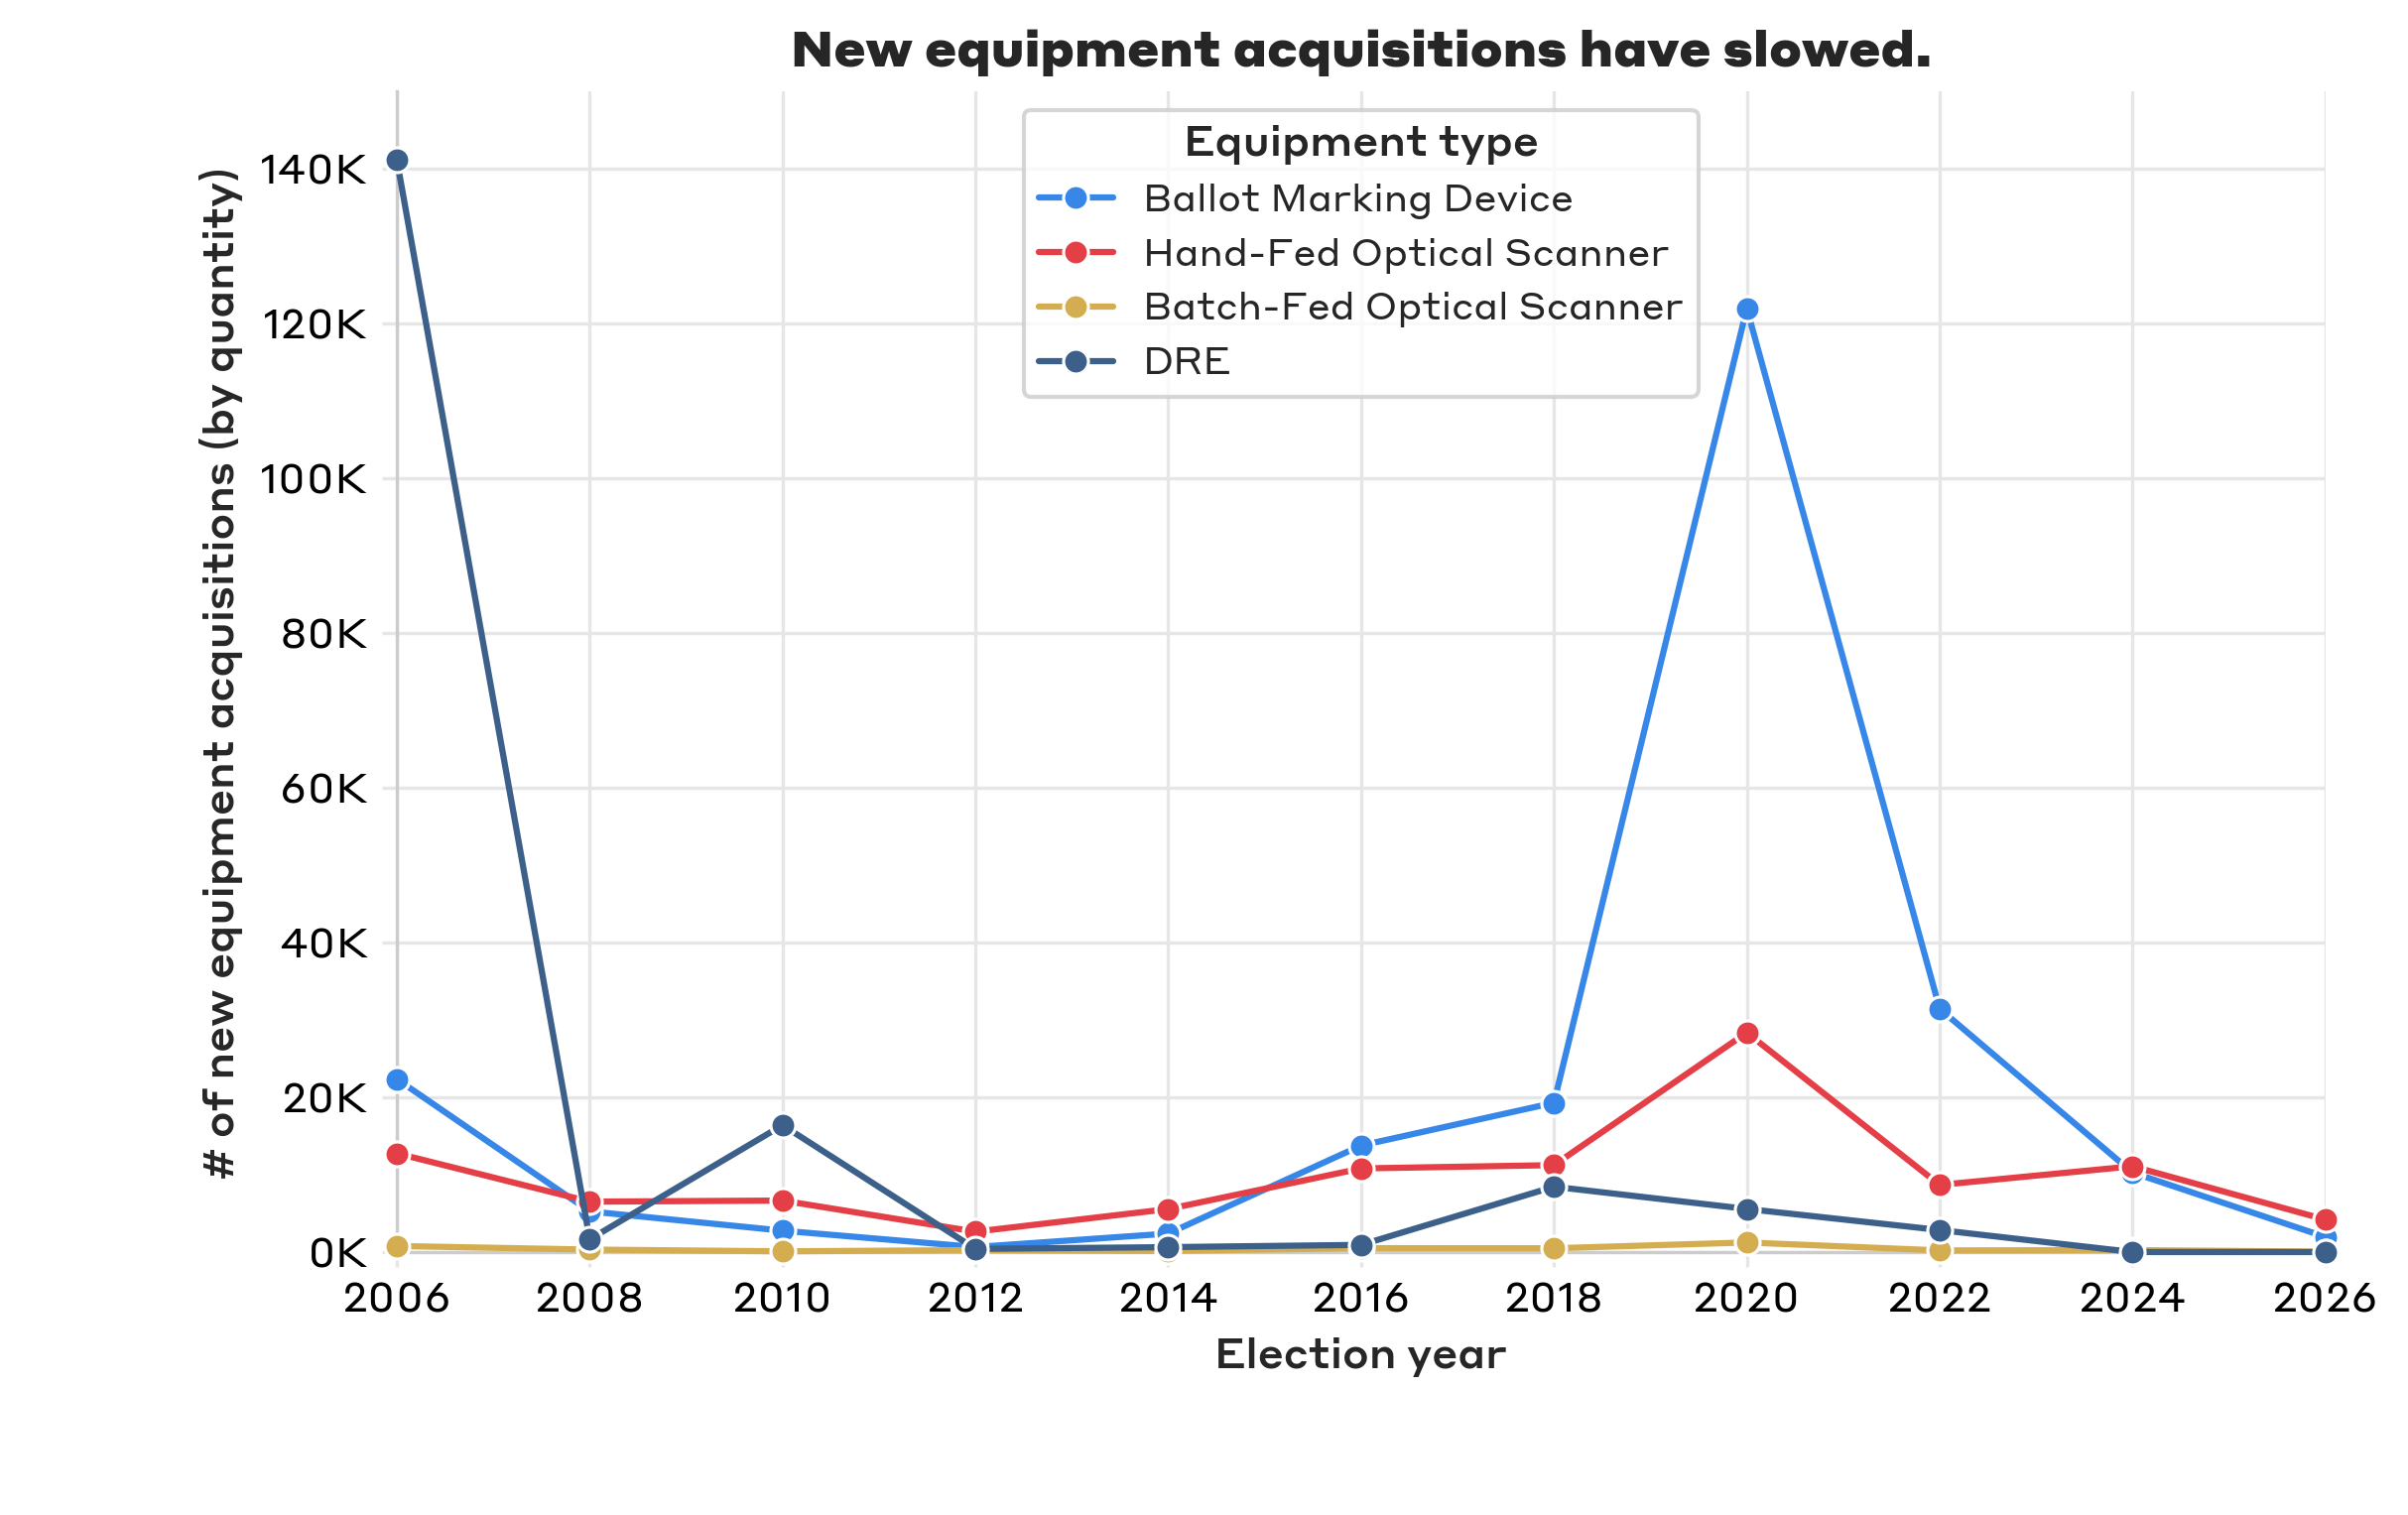 New equipment acquisitions have slowed.
Equipment type
Ballot Marking Device
Hand-Fed Optical Scanner
Batch-Fed Optical Scanner
DRE
# of new equipment acquisitions (by quantity)
140K
120K
100K
80K
60K
40K
20K
0K
2006 2008 2010 2012 2014 2016 2018 2020 2022 2024 2026
Election year